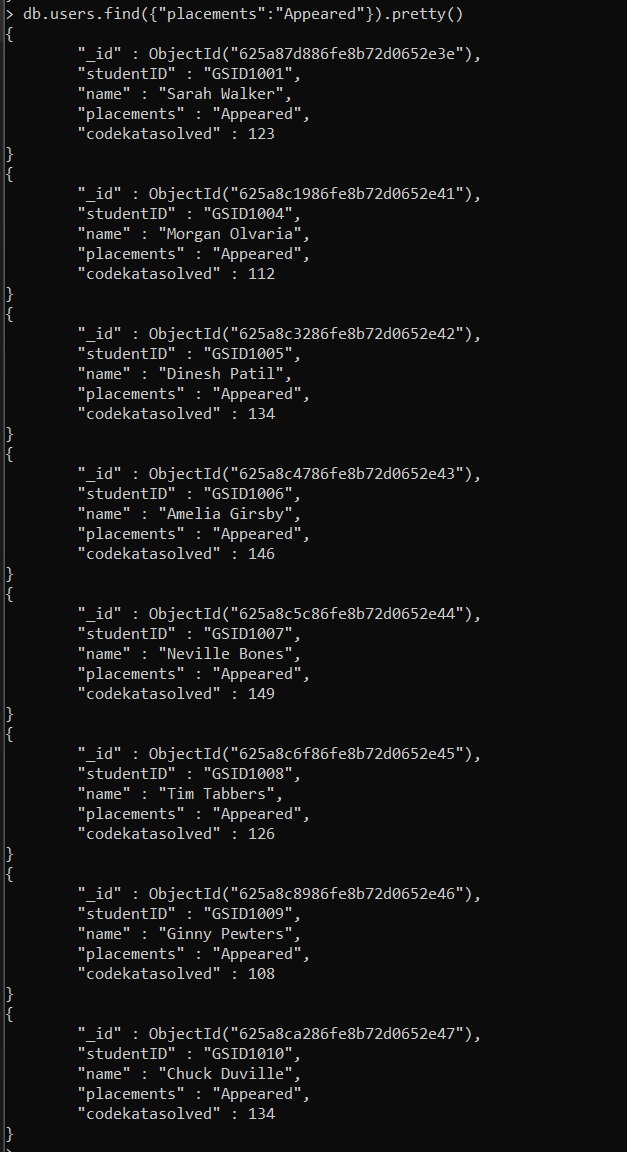 > db.users.find({"placements":"Appeared"}).pretty()
{
        "_id" : ObjectId("625a87d886fe8b72d0652e3e"),
        "studentID" : "GSID1001",
        "name" : "Sarah Walker",
        "placements" : "Appeared",
        "codekatasolved" : 123
}
{
        "_id" : ObjectId("625a8c1986fe8b72d0652e41"),
        "studentID" : "GSID1004",
        "name" : "Morgan Olvaria",
        "placements" : "Appeared",
        "codekatasolved" : 112
}
{
        "_id" : ObjectId("625a8c3286fe8b72d0652e42"),
        "studentID" : "GSID1005",
        "name" : "Dinesh Patil",
        "placements" : "Appeared",
        "codekatasolved" : 134
}
{
        "_id" : ObjectId("625a8c4786fe8b72d0652e43"),
        "studentID" : "GSID1006",
        "name" : "Amelia Girsby",
        "placements" : "Appeared",
        "codekatasolved" : 146
}
{
        "_id" : ObjectId("625a8c5c86fe8b72d0652e44"),
        "studentID" : "GSID1007",
        "name" : "Neville Bones",
        "placements" : "Appeared",
        "codekatasolved" : 149
}
{
        "_id" : ObjectId("625a8c6f86fe8b72d0652e45"),
        "studentID" : "GSID1008",
        "name" : "Tim Tabbers",
        "placements" : "Appeared",
        "codekatasolved" : 126
}
{
        "_id" : ObjectId("625a8c8986fe8b72d0652e46"),
        "studentID" : "GSID1009",
        "name" : "Ginny Pewters",
        "placements" : "Appeared",
        "codekatasolved" : 108
}
{
        "_id" : ObjectId("625a8ca286fe8b72d0652e47"),
        "studentID" : "GSID1010",
        "name" : "Chuck Duville",
        "placements" : "Appeared",
        "codekatasolved" : 134
}